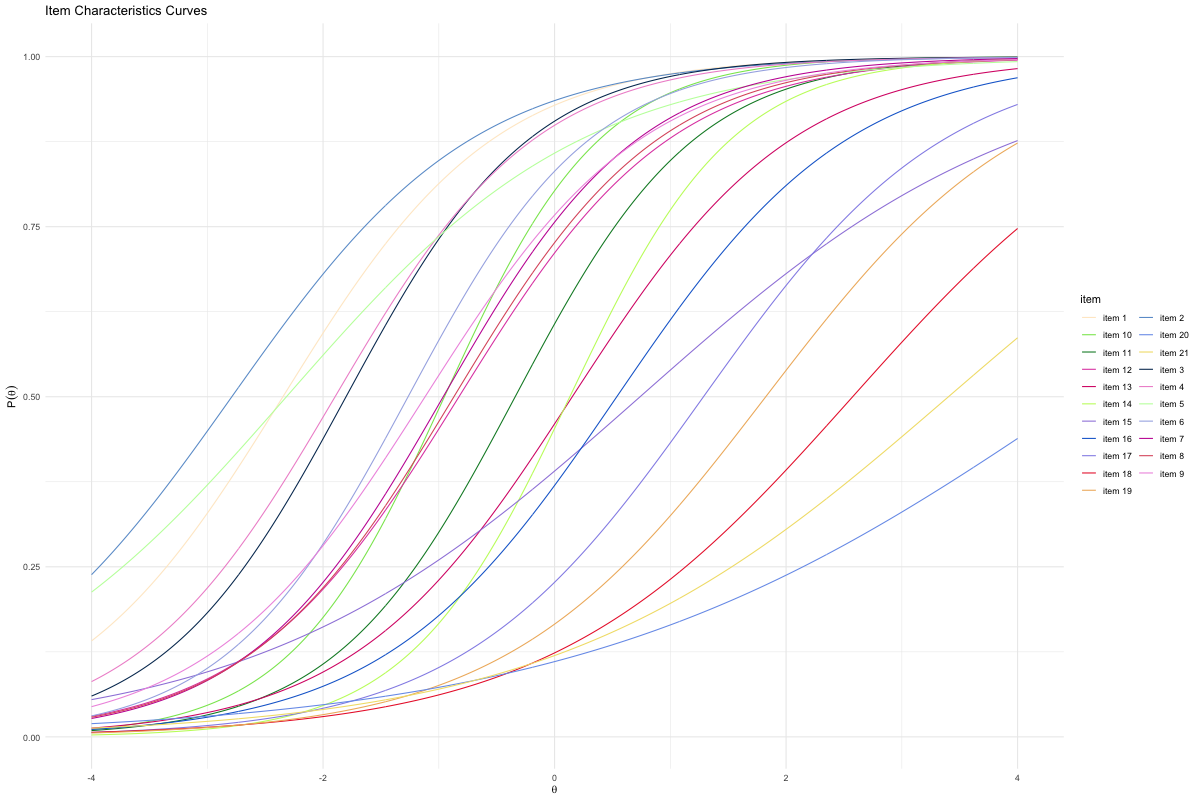 Item Characteristics Curves
1.00
0.75
0.50
0.25
0.00
P(θ)
-4
-2
0
2
4
θ
item
item 1
item 10
item 11
item 12
item 13
item 14
item 15
item 16
item 17
item 18
item 19
item 2
item 20
item 21
item 3
item 4
item 5
item 6
item 7
item 8
item 9